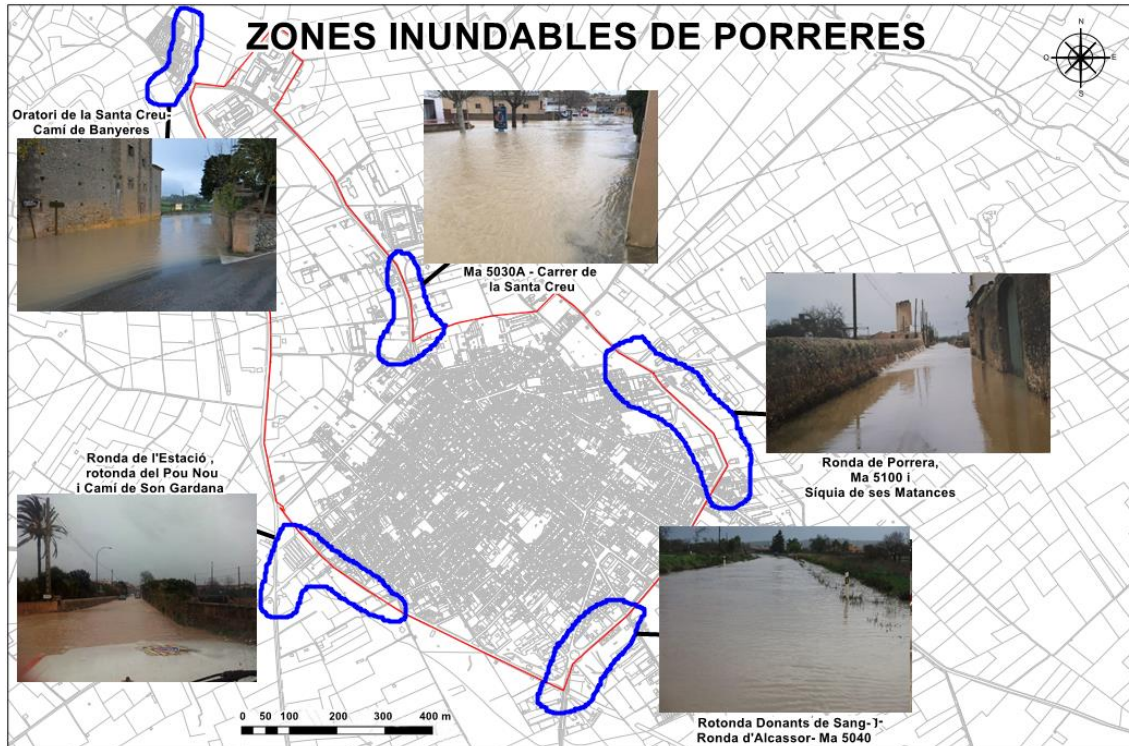 ZONES INUNDABLES DE PORRERES
N
O
E
S
Oratori de la Santa Creu-
Camí de Banyeres
Ma 5030A - Carrer de
la Santa Creu
Ronda de Porrera,
Ma 5100 i
Síquia de ses Matances
Ronda de l'Estació ,
rotonda del Pou Nou
i Camí de Son Gardana
Rotonda Donants de Sang-
Ronda d'Alcassor- Ma 5040
0 50 100 200 300 400 m